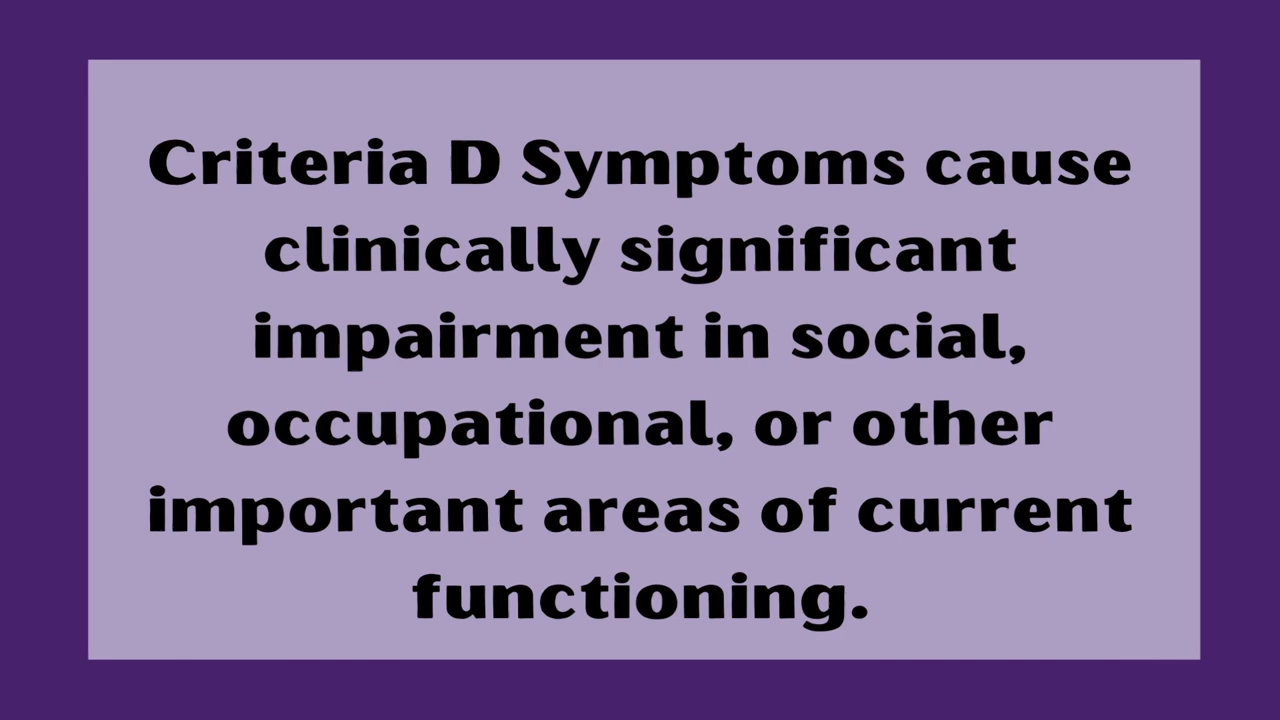 Criteria D Symptoms cause
clinically significant
impairment in social,
occupational, or other
important areas of current
functioning.